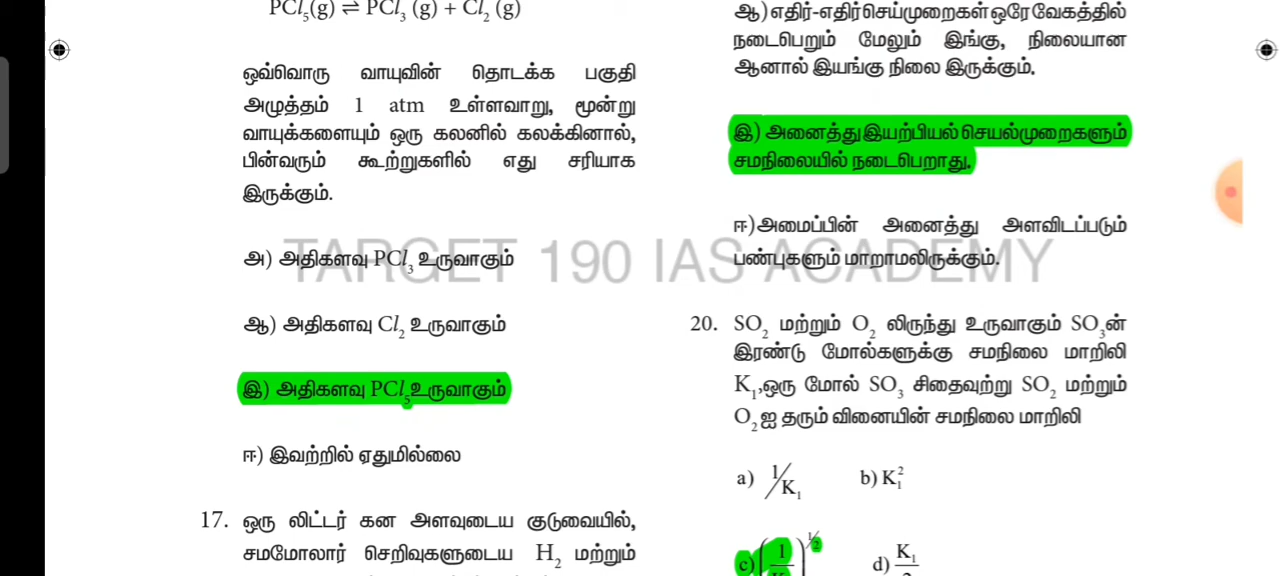 PCl5(g) ⇌ PCl3 (g) + Cl2 (g)
ஒவ்வொரு வாயுவின் தொடக்க பகுதி
அழுத்தம் 1 atm உள்ளவாறு, மூன்று
வாயுக்களையும் ஒரு கலனில் கலக்கினால்,
பின்வரும் கூற்றுகளில் எது சரியாக
இருக்கும்.
அ) அதிகளவு PCl3 உருவாகும்
ஆ) அதிகளவு Cl2 உருவாகும்
இ) அதிகளவு PCl5 உருவாகும்
ஈ) இவற்றில் ஏதுமில்லை
17. ஒரு லிட்டர் கன அளவுடைய குடுவையில்,
சமமோலார் செறிவுகளுடைய H2 மற்றும்
ஆ) எதிர்-எதிர்செய்முறைகள் ஒரே வேகத்தில்
நடைபெறும் மேலும் இங்கு, நிலையான
ஆனால் இயங்கு நிலை இருக்கும்.
இ) அனைத்து இயற்பியல் செயல்முறைகளும்
சமநிலையில் நடைபெறாது.
ஈ)அமைப்பின் அனைத்து அளவிடப்படும்
பண்புகளும் மாறாமலிருக்கும்.
20. SO2 மற்றும் O2 லிருந்து உருவாகும் SO3ன்
இரண்டு மோல்களுக்கு சமநிலை மாறிலி
K1,ஒரு மோல் SO3 சிதைவுற்று SO2 மற்றும்
O2ஐ தரும் வினையின் சமநிலை மாறிலி
a) 1/K1 b) K1²
c) (1/K)^1/2 d) K1/2
TARGET 190 IAS ACADEMY